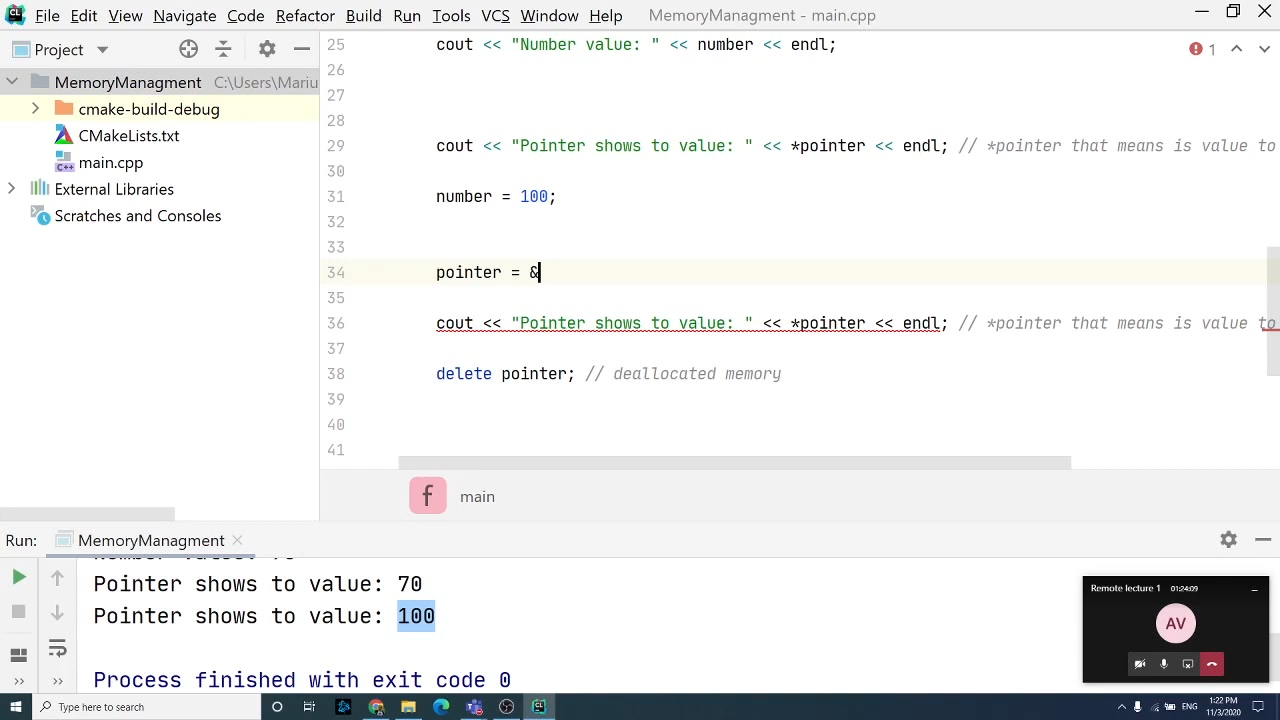 File Edit View Navigate Code Refactor Build Run Tools VCS Window Help MemoryManagment - main.cpp
Project
MemoryManagment C:\Users\Mariu
cmake-build-debug
CMakeLists.txt
main.cpp
External Libraries
Scratches and Consoles
1
25 cout << "Number value: " << number << endl;
26
27
28
29 cout << "Pointer shows to value: " << *pointer << endl; // *pointer that means is value to
30
31 number = 100;
32
33
34 pointer = &
35
36 cout << "Pointer shows to value: " << *pointer << endl; // *pointer that means is value to
37
38 delete pointer; // deallocated memory
39
40
41
f main
Run: MemoryManagment
Pointer shows to value: 70
Pointer shows to value: 100
Process finished with exit code 0
Remote lecture 1 01:24:09
AV
Type here to search
1:22 PM
11/3/2020